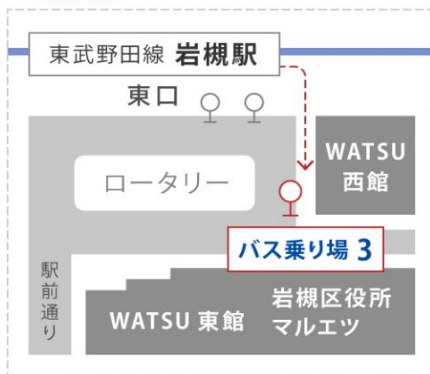 東武野田線 岩槻駅
東口
ロータリー
WATSU
西館
バス乗り場 3
駅前通り
WATSU 東館
岩槻区役所
マルエツ